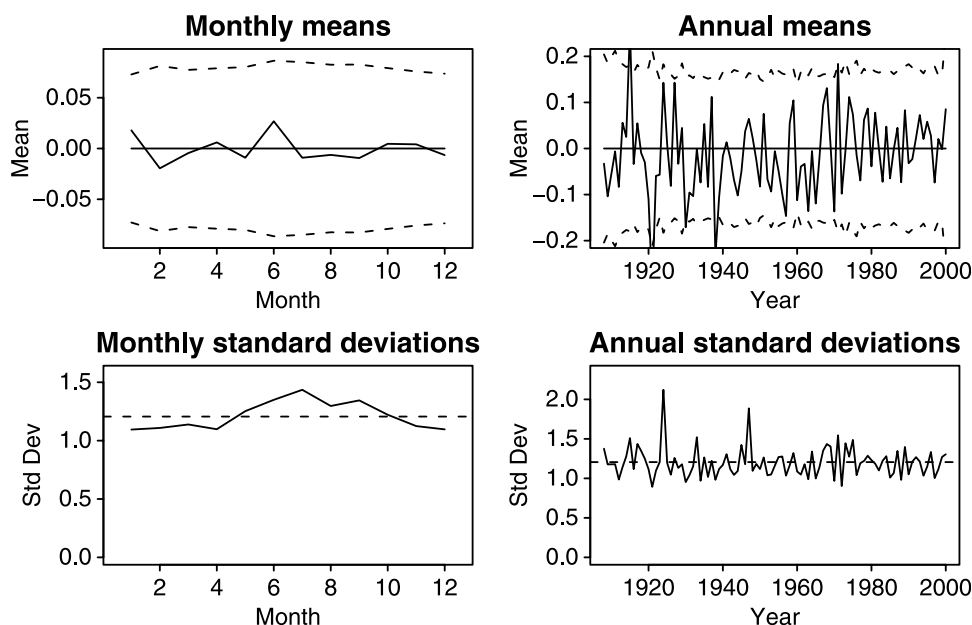 Monthly means
Mean
0.05
0.00
−0.05
2 4 6 8 10 12
Month
Annual means
Mean
0.2
0.1
0.0
−0.1
−0.2
1920 1940 1960 1980 2000
Year
Monthly standard deviations
Std Dev
1.5
1.0
0.5
0.0
2 4 6 8 10 12
Month
Annual standard deviations
Std Dev
2.0
1.5
1.0
0.5
0.0
1920 1940 1960 1980 2000
Year